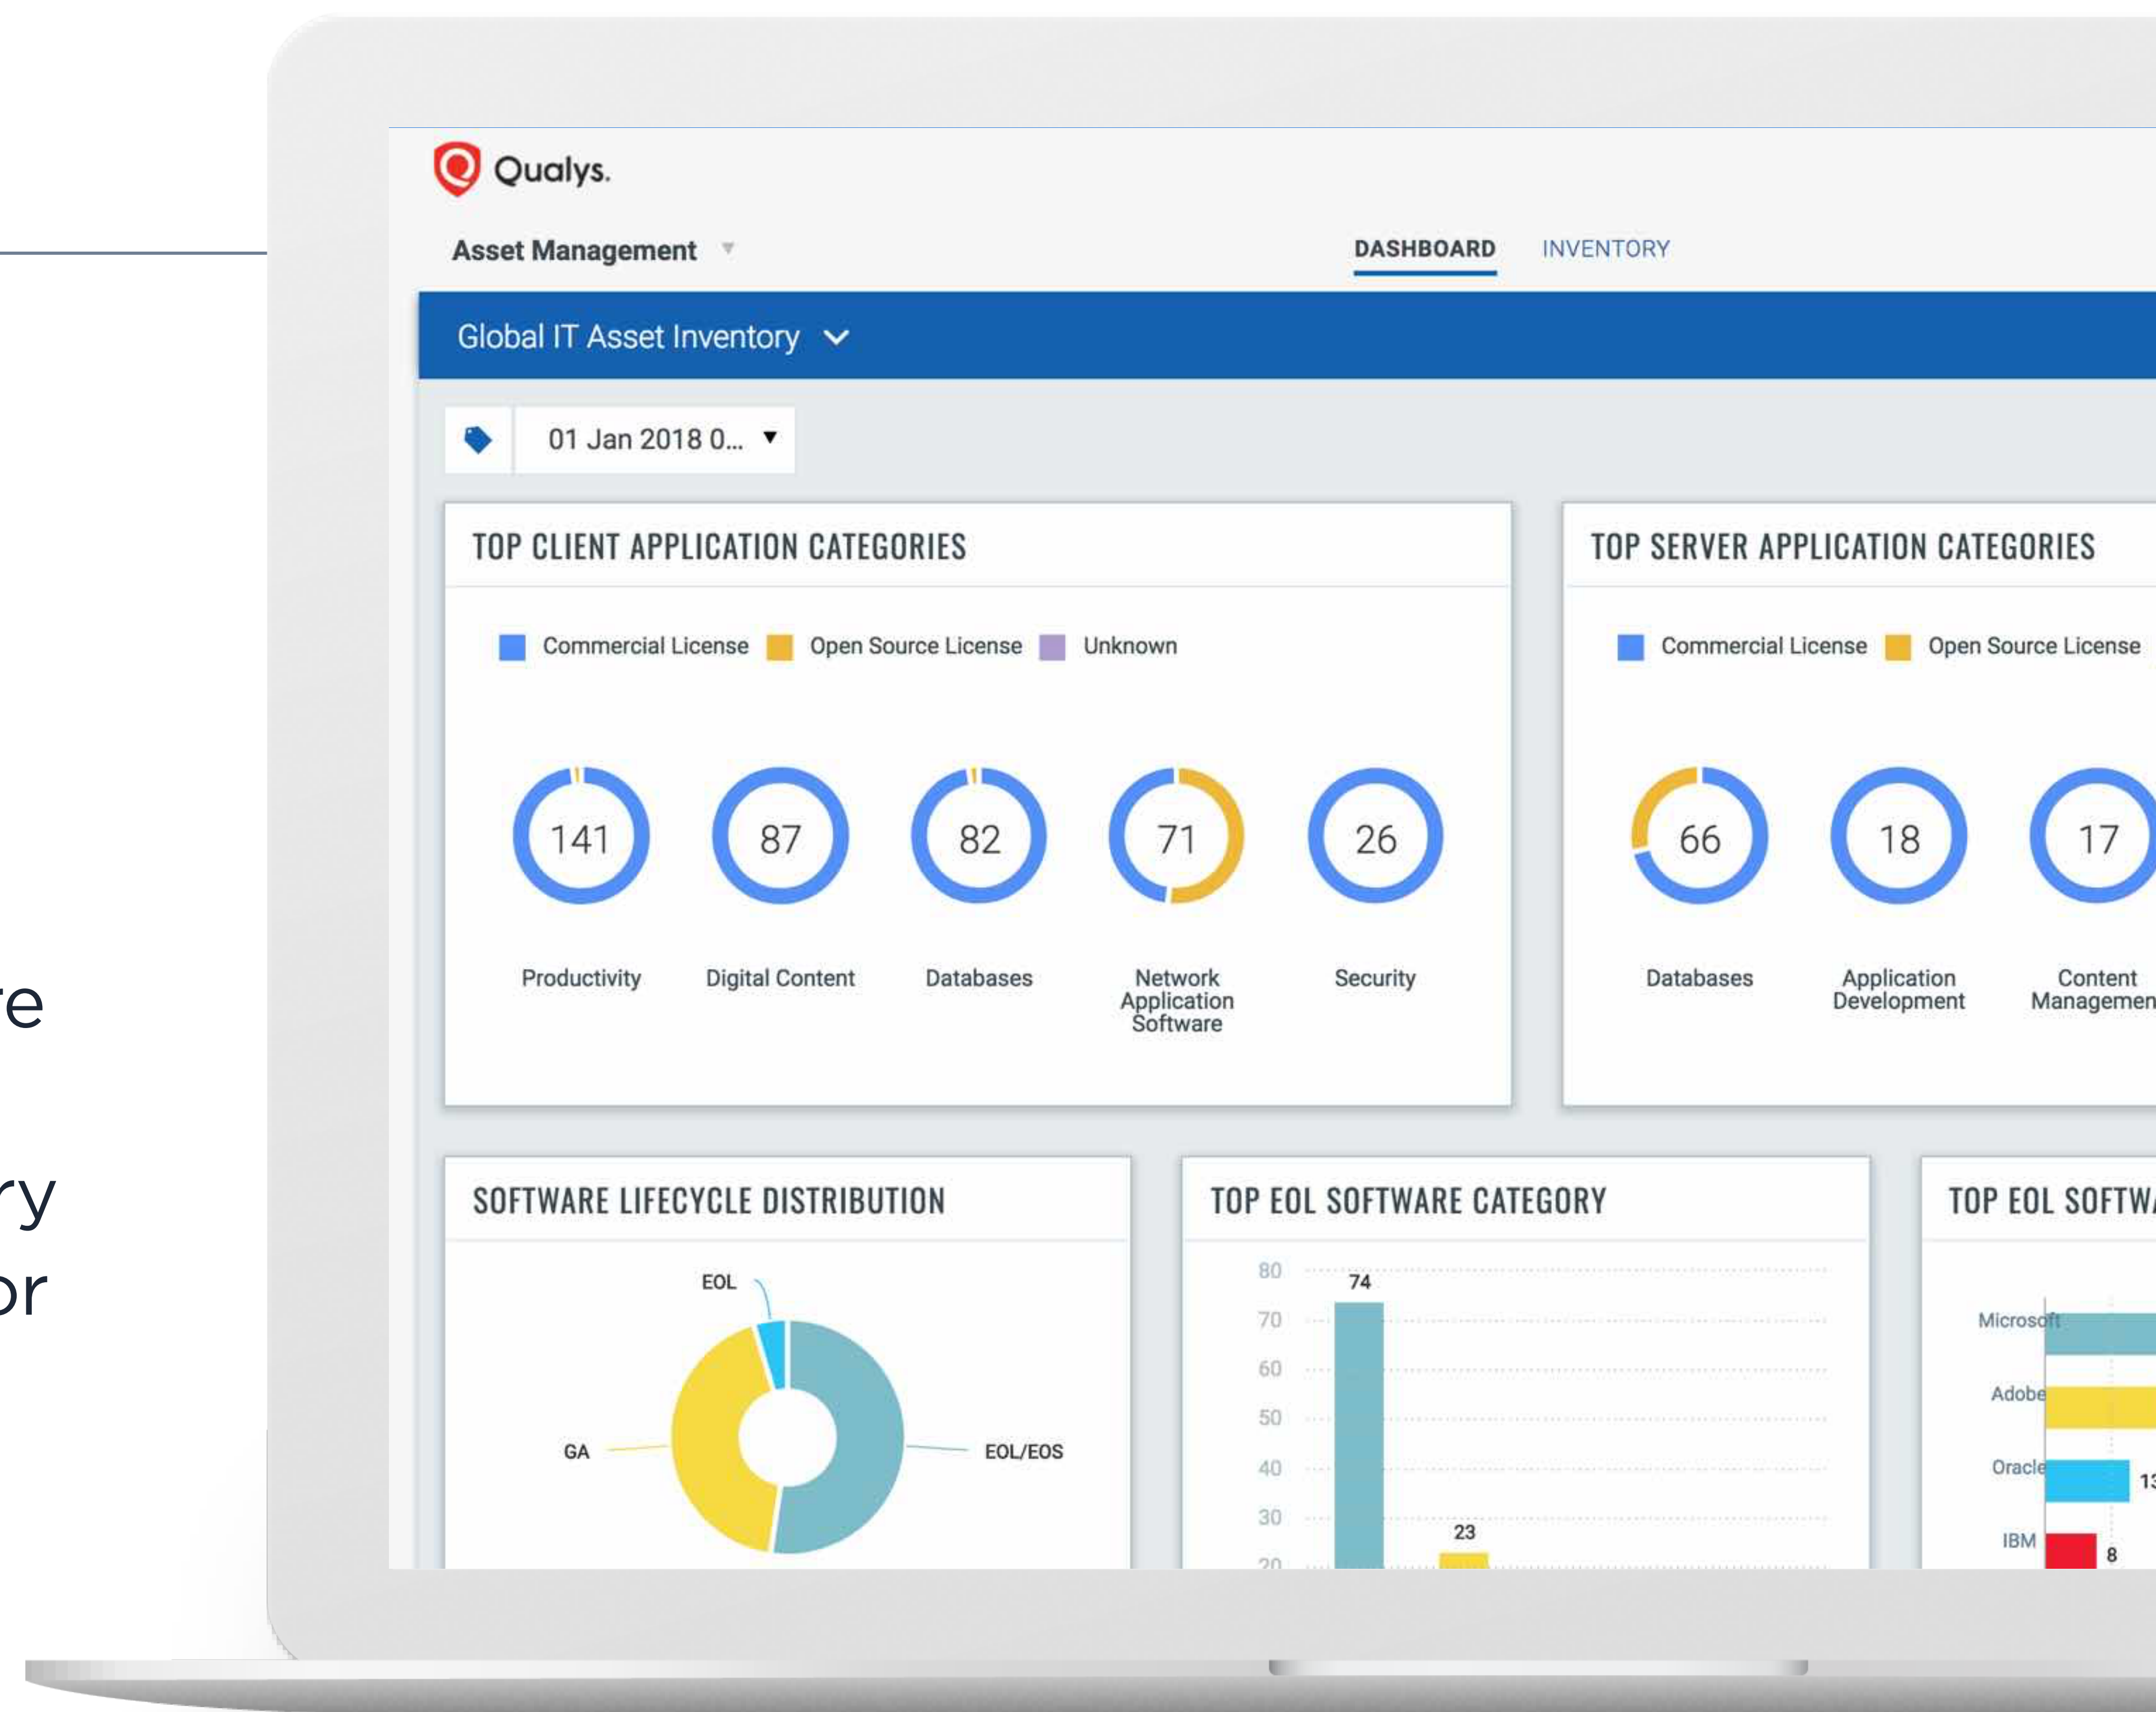 Qualys.
Asset Management
DASHBOARD
INVENTORY
Global IT Asset Inventory
01 Jan 2018 0...
TOP CLIENT APPLICATION CATEGORIES
Commercial License
Open Source License
Unknown
141
87
82
71
26
Productivity
Digital Content
Databases
Network
Application
Software
Security
TOP SERVER APPLICATION CATEGORIES
Commercial License
Open Source License
66
18
17
Databases
Application
Development
Content
re
ry
or
SOFTWARE LIFECYCLE DISTRIBUTION
EOL
GA
EOL/EOS
TOP EOL SOFTWARE CATEGORY
80
70
60
50
40
30
20
74
23
TOP EOL
Microsoft
Adobe
Oracle
IBM
8